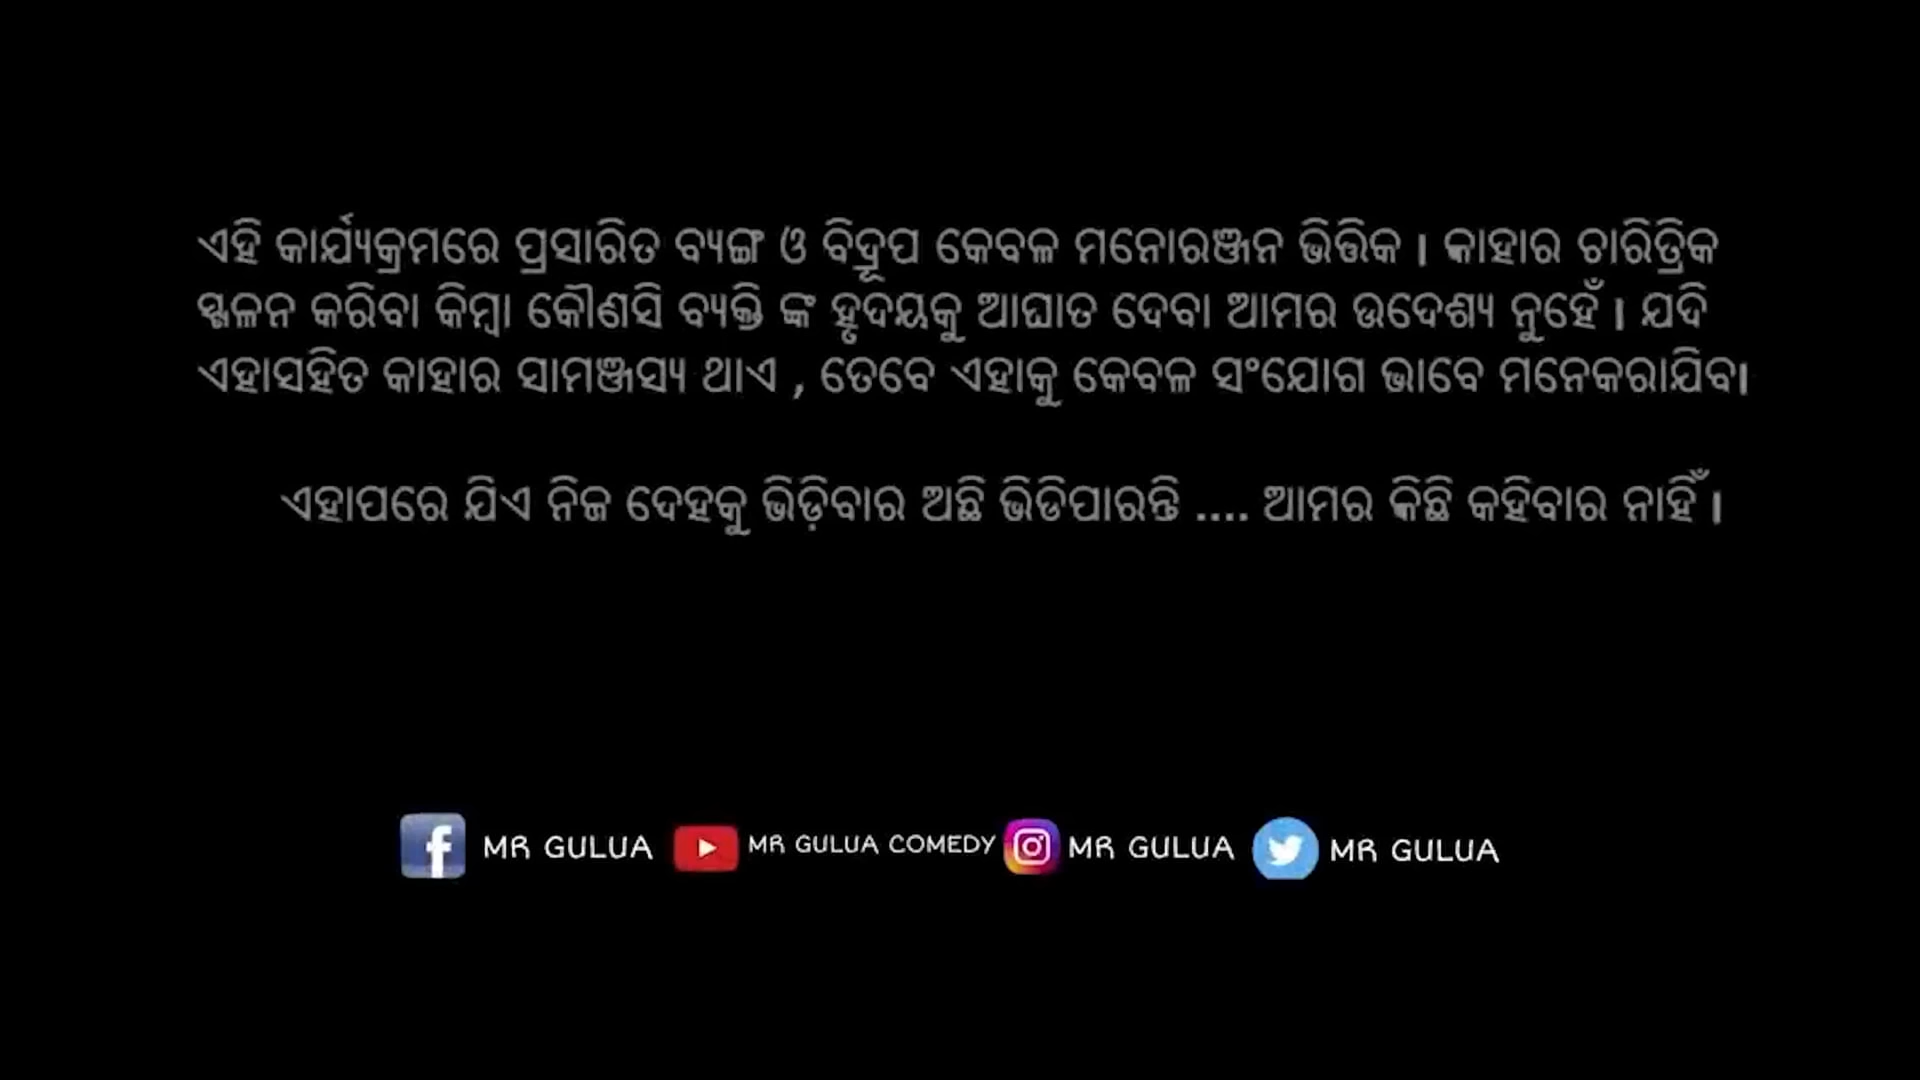 ଏହି କାର୍ଯ୍ୟକ୍ରମରେ ପ୍ରସାରିତ ବ୍ୟଙ୍ଗ ଓ ବିଦ୍ରୂପ କେବଳ ମନୋରଞ୍ଜନ ଭିତ୍ତିକ । କାହାର ଚାରିତ୍ରିକ
ସ୍ଖଳନ କରିବା କିମ୍ବା କୌଣସି ବ୍ୟକ୍ତି ଙ୍କ ହୃଦୟକୁ ଆଘାତ ଦେବା ଆମର ଉଦେଶ୍ୟ ନୁହେଁ । ଯଦି
ଏହାସହିତ କାହାର ସାମଞ୍ଜସ୍ୟ ଥାଏ , ତେବେ ଏହାକୁ କେବଳ ସଂଯୋଗ ଭାବେ ମନେକରାଯିବ।
ଏହାପରେ ଯିଏ ନିଜ ଦେହକୁ ଭିଡ଼ିବାର ଅଛି ଭିଡିପାରନ୍ତି .... ଆମର କିଛି କହିବାର ନାହିଁ ।
MR GULUA MR GULUA COMEDY MR GULUA MR GULUA